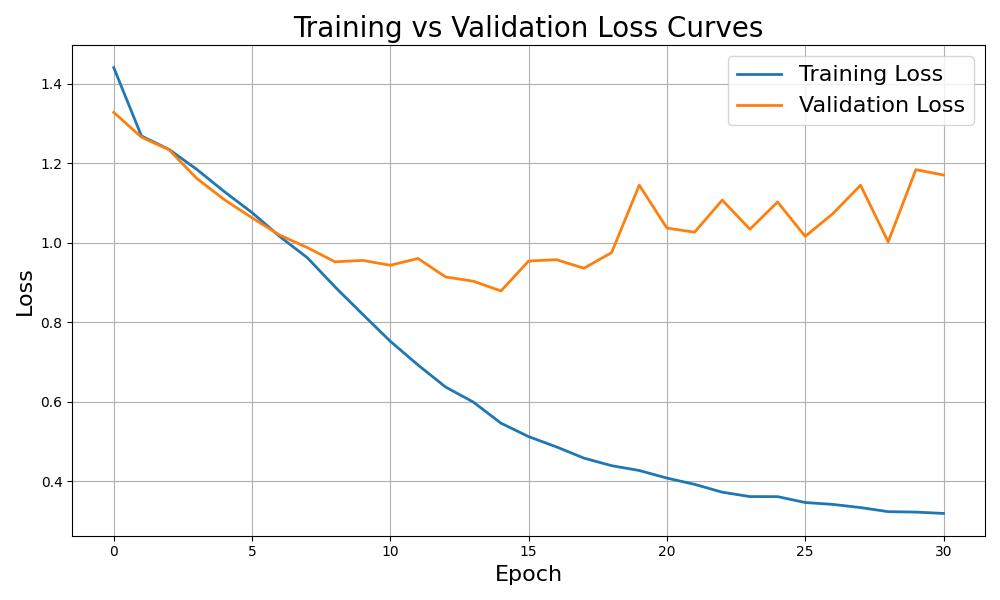 Training vs Validation Loss Curves
Training Loss
Validation Loss
1.4
1.2
1.0
0.8
0.6
0.4
Loss
0 5 10 15 20 25 30
Epoch